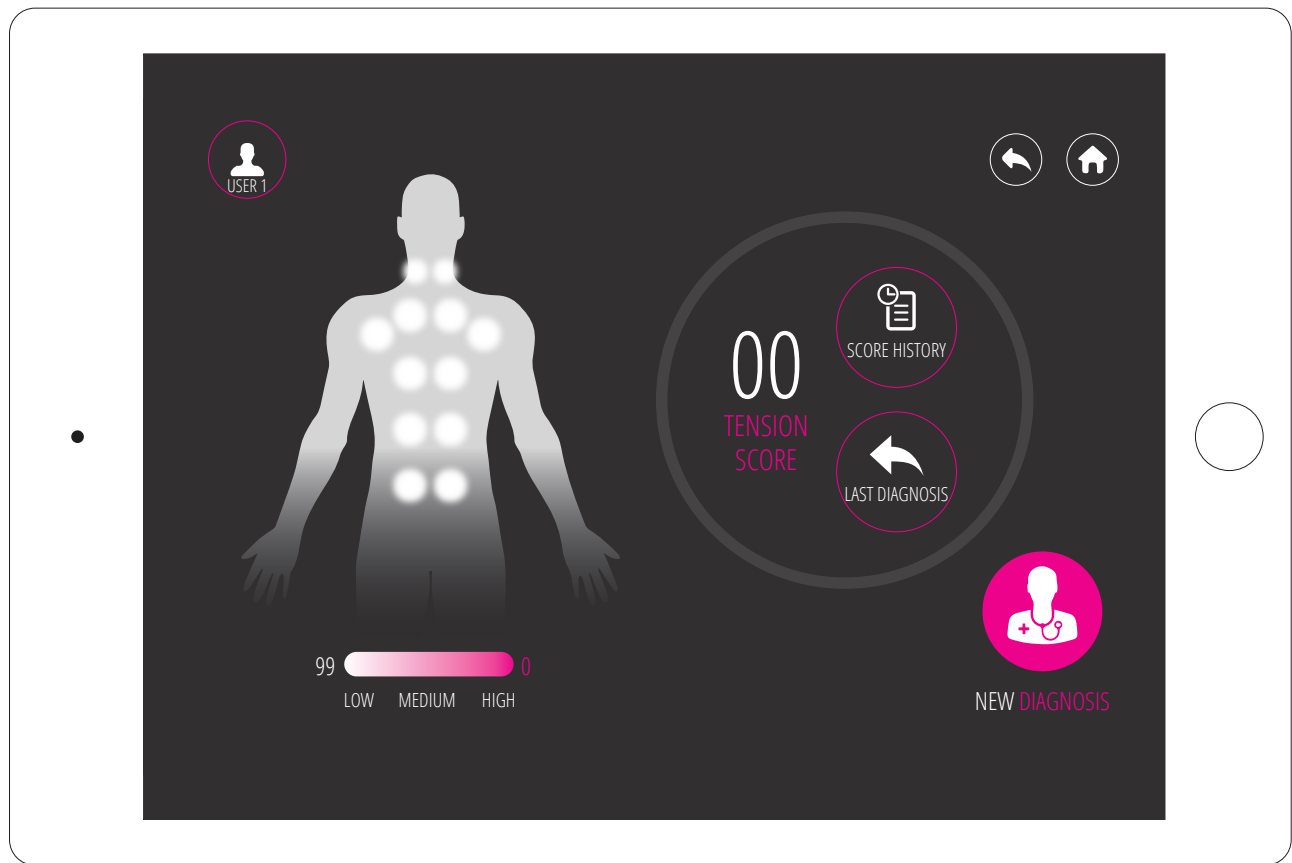 USER 1
SCORE HISTORY
00
TENSION
SCORE
LAST DIAGNOSIS
99
0
LOW MEDIUM HIGH
NEW DIAGNOSIS